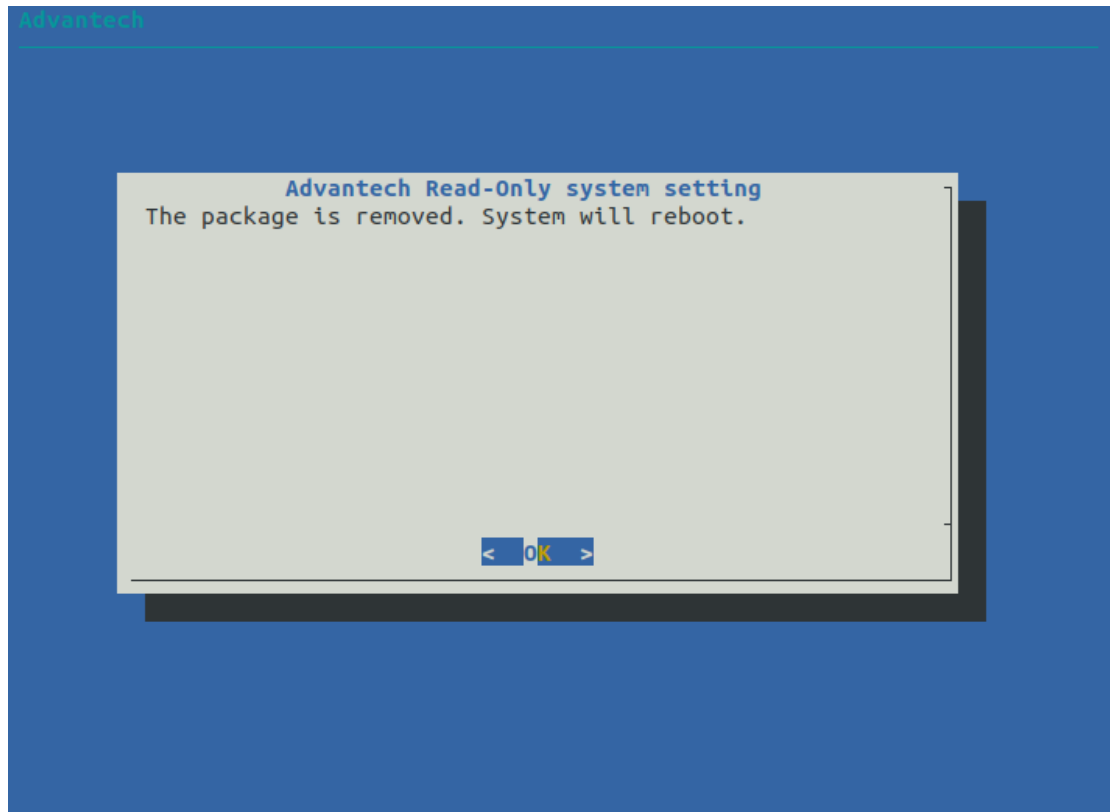 Advantech
Advantech Read-Only system setting
The package is removed. System will reboot.
< OK >